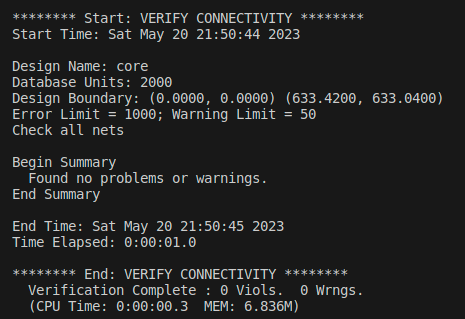 ******** Start: VERIFY CONNECTIVITY ********
Start Time: Sat May 20 21:50:44 2023
Design Name: core
Database Units: 2000
Design Boundary: (0.0000, 0.0000) (633.4200, 633.0400)
Error Limit = 1000; Warning Limit = 50
Check all nets
Begin Summary
  Found no problems or warnings.
End Summary
End Time: Sat May 20 21:50:45 2023
Time Elapsed: 0:00:01.0
******** End: VERIFY CONNECTIVITY ********
  Verification Complete : 0 Viols.  0 Wrngs.
  (CPU Time: 0:00:00.3  MEM: 6.836M)